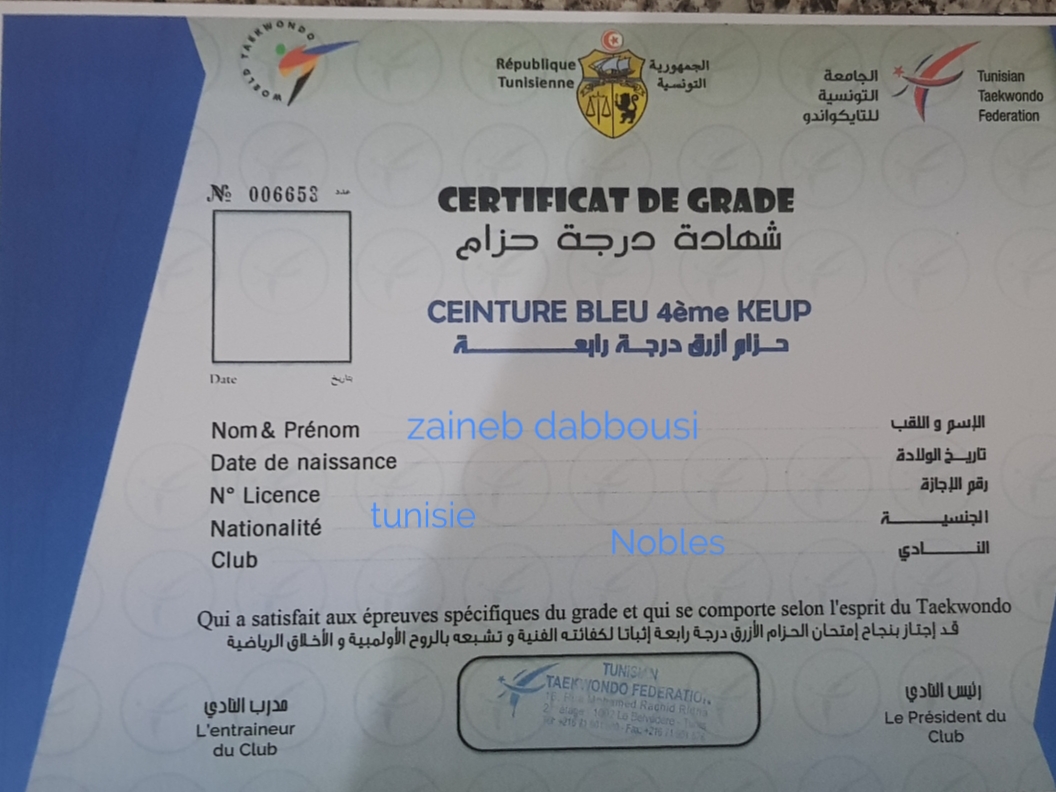 WORLD TAEKWONDO
République
Tunisienne
الجمهورية
التونسية
الجامعة
التونسية
للتايكواندو
Tunisian
Taekwondo
Federation
№ 006653 عدد
CERTIFICAT DE GRADE
شهادة درجة حزام
CEINTURE BLEU 4ème KEUP
حزام أزرق درجة رابعة
Date تاريخ
Nom & Prénom zaineb dabbousi الإسم و اللقب
Date de naissance تاريخ الولادة
N° Licence رقم الإجازة
Nationalité tunisie الجنسية
Club Nobles النادي
Qui a satisfait aux épreuves spécifiques du grade et qui se comporte selon l'esprit du Taekwondo
قد إجتاز بنجاح إمتحان الحزام الأزرق درجة رابعة إثباتا لكفائته الفنية و تشبعه بالروح الأولمبية و الأخلاق الرياضية
مدرب النادي
L'entraineur
du Club
TUNISIAN
TAEKWONDO FEDERATION
رئيس النادي
Le Président du
Club